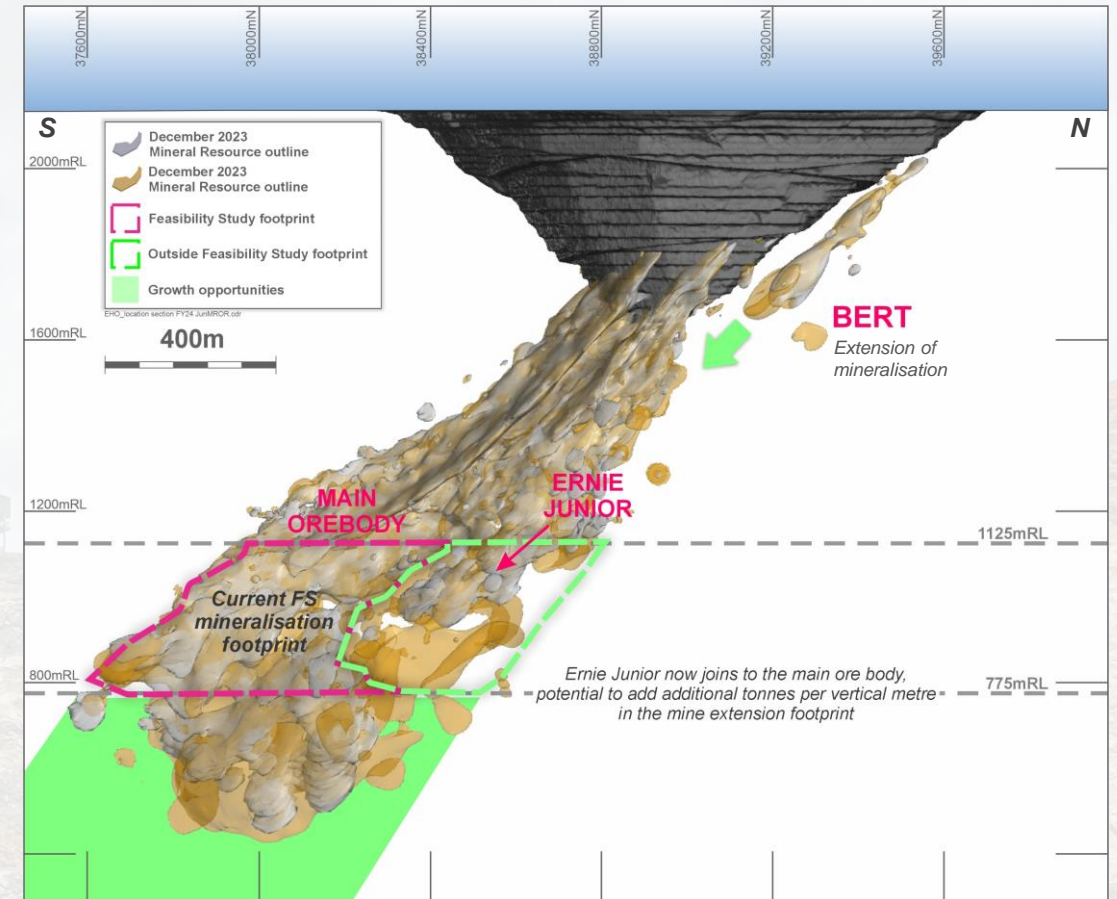 37600mN
38000mN
38400mN
38800mN
39200mN
39600mN
S
N
December 2023
Mineral Resource outline
December 2023
Mineral Resource outline
Feasibility Study footprint
Outside Feasibility Study footprint
Growth opportunities
EHO_location section FY24 JunMROR.cdr
400m
2000mRL
1600mRL
BERT
Extension of
mineralisation
1200mRL
MAIN
OREBODY
ERNIE
JUNIOR
1125mRL
Current FS
mineralisation
footprint
800mRL
775mRL
Ernie Junior now joins to the main ore body,
potential to add additional tonnes per vertical metre
in the mine extension footprint